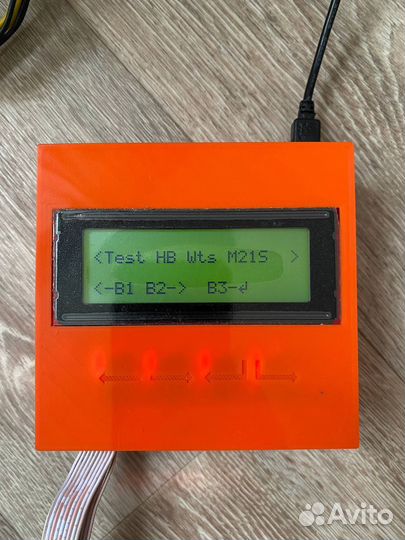 <Test HB Wts M21S >
<-B1 B2-> B3-↲
Avito